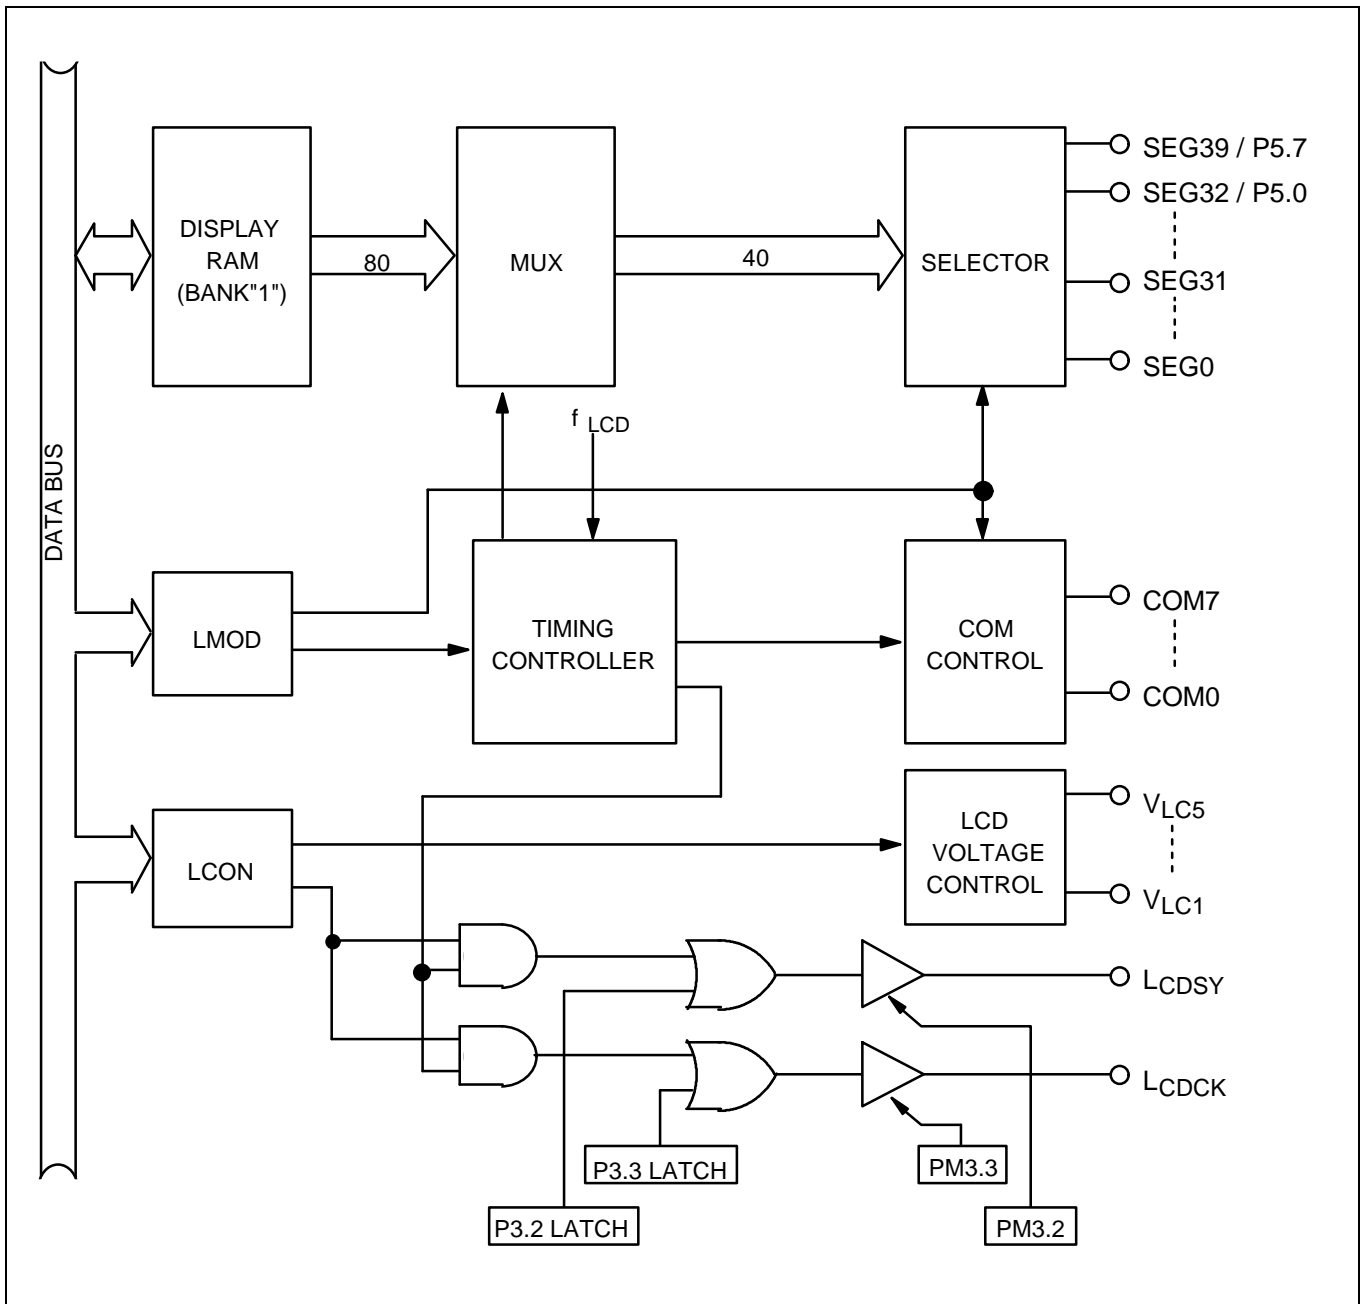 SEG39 / P5.7
SEG32 / P5.0
SEG31
SEG0
DISPLAY
RAM
(BANK"1")
80
MUX
40
SELECTOR
f LCD
DATA BUS
LMOD
TIMING
CONTROLLER
COM
CONTROL
COM7
COM0
LCON
LCD
VOLTAGE
CONTROL
VLC5
VLC1
LCDSY
LCDCK
P3.3 LATCH
PM3.3
P3.2 LATCH
PM3.2